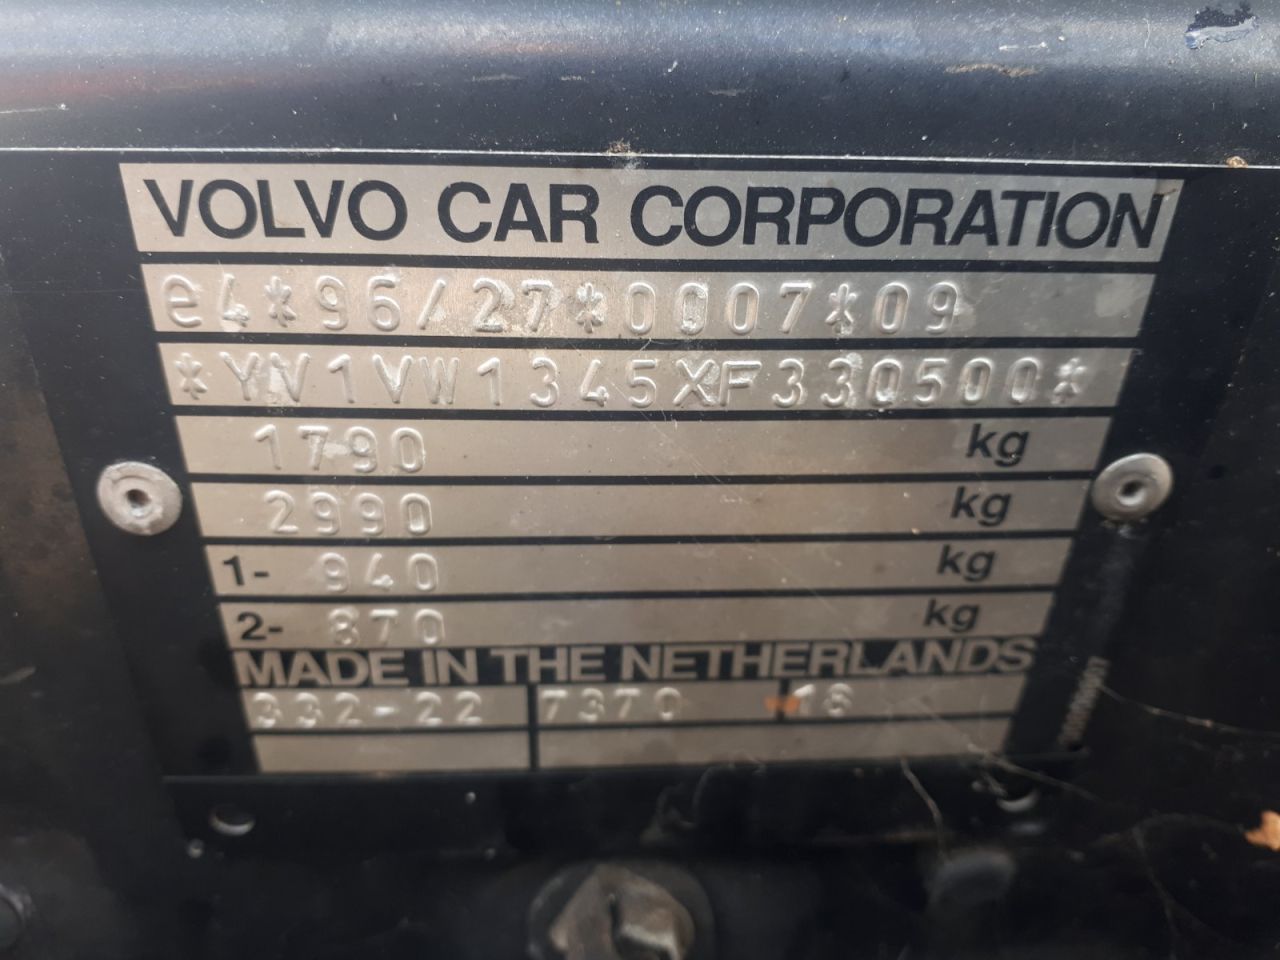 VOLVO CAR CORPORATION
e4*96/27*0007*09
*YV1VW1345XF330500*
1790 kg
2990 kg
1- 940 kg
2- 870 kg
MADE IN THE NETHERLANDS
332-22 7370 18